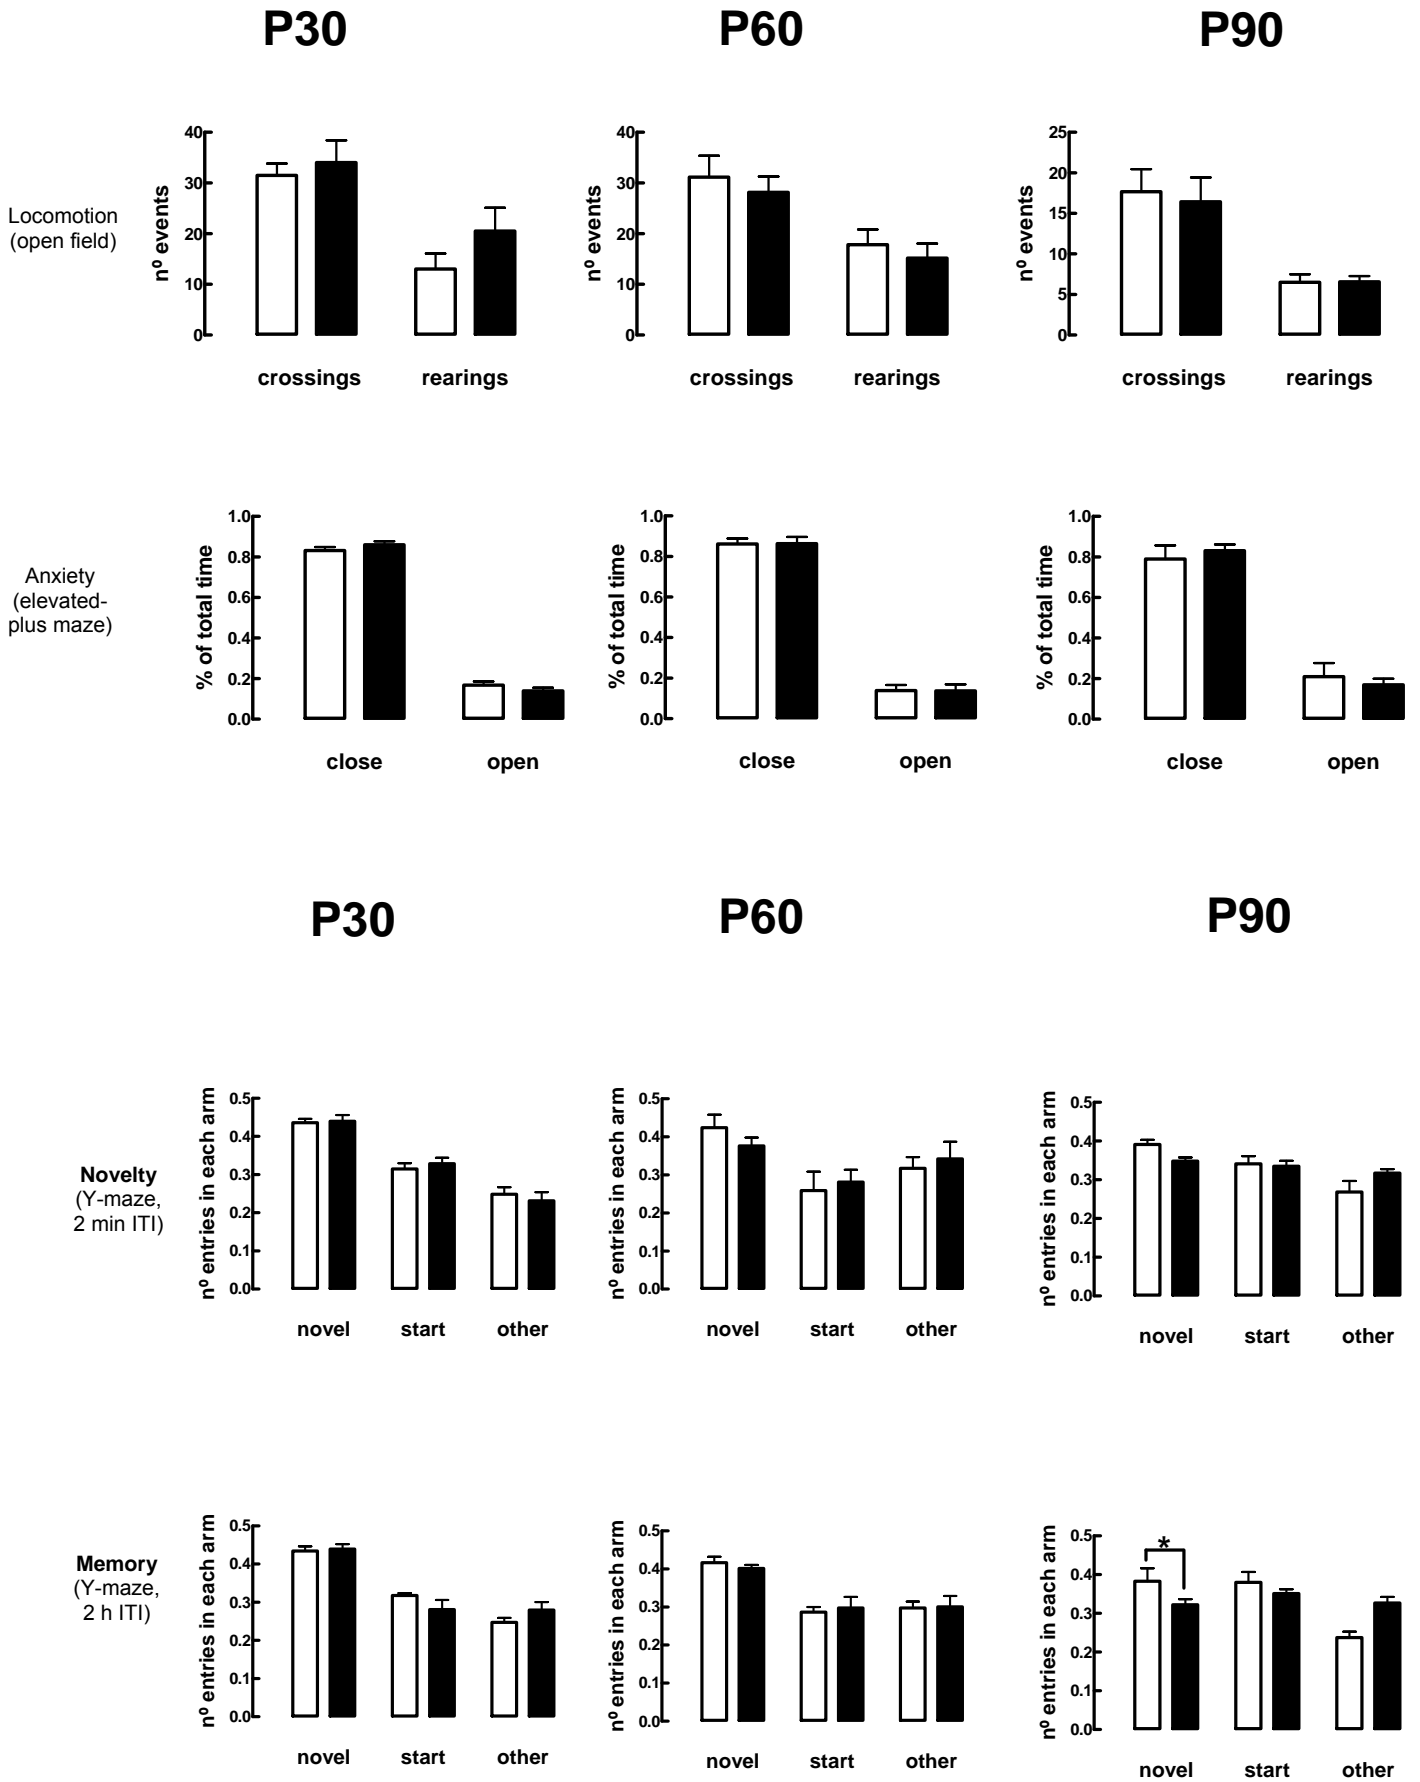 P30 P60 P90
Locomotion
(open field)
nº events
40
30
20
10
0
crossings rearings
nº events
40
30
20
10
0
crossings rearings
nº events
25
20
15
10
5
0
crossings rearings
Anxiety
(elevated-
plus maze)
% of total time
1.0
0.8
0.6
0.4
0.2
0.0
close open
% of total time
1.0
0.8
0.6
0.4
0.2
0.0
close open
% of total time
1.0
0.8
0.6
0.4
0.2
0.0
close open
P30 P60 P90
Novelty
(Y-maze,
2 min ITI)
nº entries in each arm
0.5
0.4
0.3
0.2
0.1
0.0
novel start other
nº entries in each arm
0.5
0.4
0.3
0.2
0.1
0.0
novel start other
nº entries in each arm
0.5
0.4
0.3
0.2
0.1
0.0
novel start other
Memory
(Y-maze,
2 h ITI)
nº entries in each arm
0.5
0.4
0.3
0.2
0.1
0.0
novel start other
nº entries in each arm
0.5
0.4
0.3
0.2
0.1
0.0
novel start other
nº entries in each arm
0.5
0.4
0.3
0.2
0.1
0.0
*
novel start other